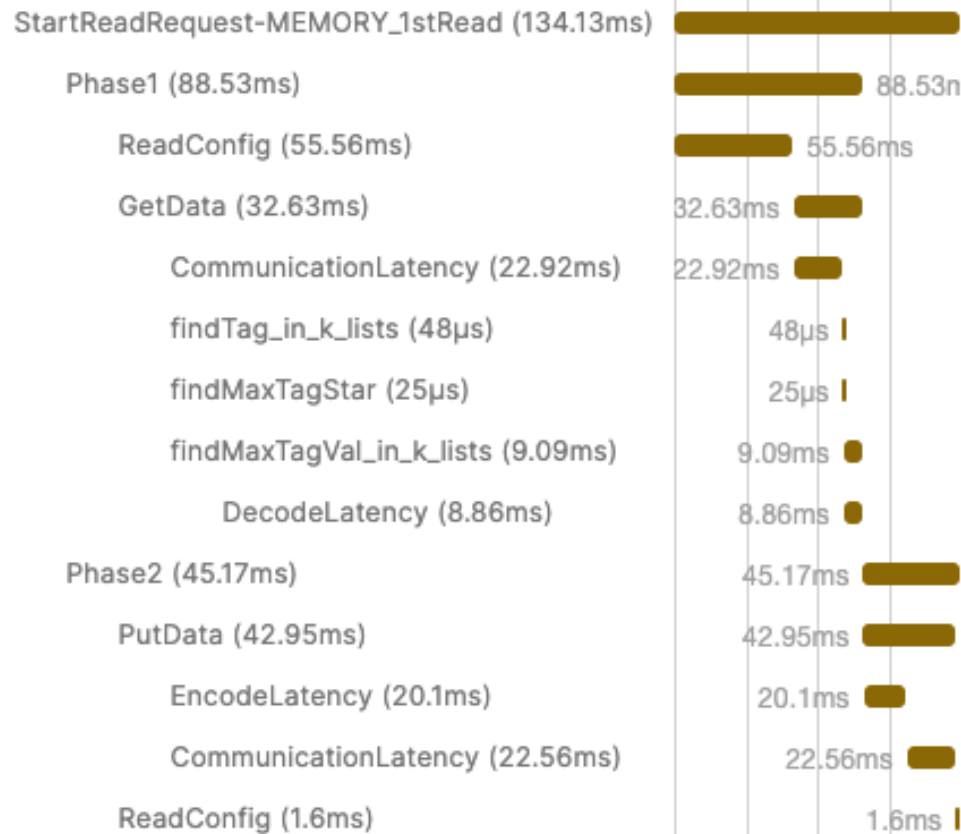 StartReadRequest-MEMORY_1stRead (134.13ms)
Phase1 (88.53ms) 88.53m
ReadConfig (55.56ms) 55.56ms
GetData (32.63ms) 32.63ms
CommunicationLatency (22.92ms) 22.92ms
findTag_in_k_lists (48μs) 48μs
findMaxTagStar (25μs) 25μs
findMaxTagVal_in_k_lists (9.09ms) 9.09ms
DecodeLatency (8.86ms) 8.86ms
Phase2 (45.17ms) 45.17ms
PutData (42.95ms) 42.95ms
EncodeLatency (20.1ms) 20.1ms
CommunicationLatency (22.56ms) 22.56ms
ReadConfig (1.6ms) 1.6ms